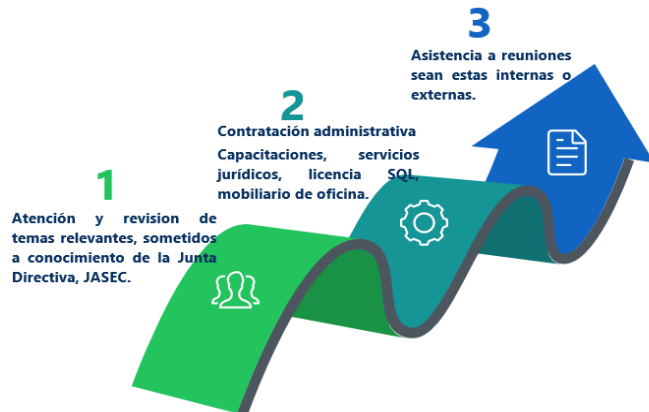 1
Atención y revision de
temas relevantes, sometidos
a conocimiento de la Junta
Directiva, JASEC.
2
Contratación administrativa
Capacitaciones, servicios
jurídicos, licencia SQL,
mobiliario de oficina.
3
Asistencia a reuniones
sean estas internas o
externas.